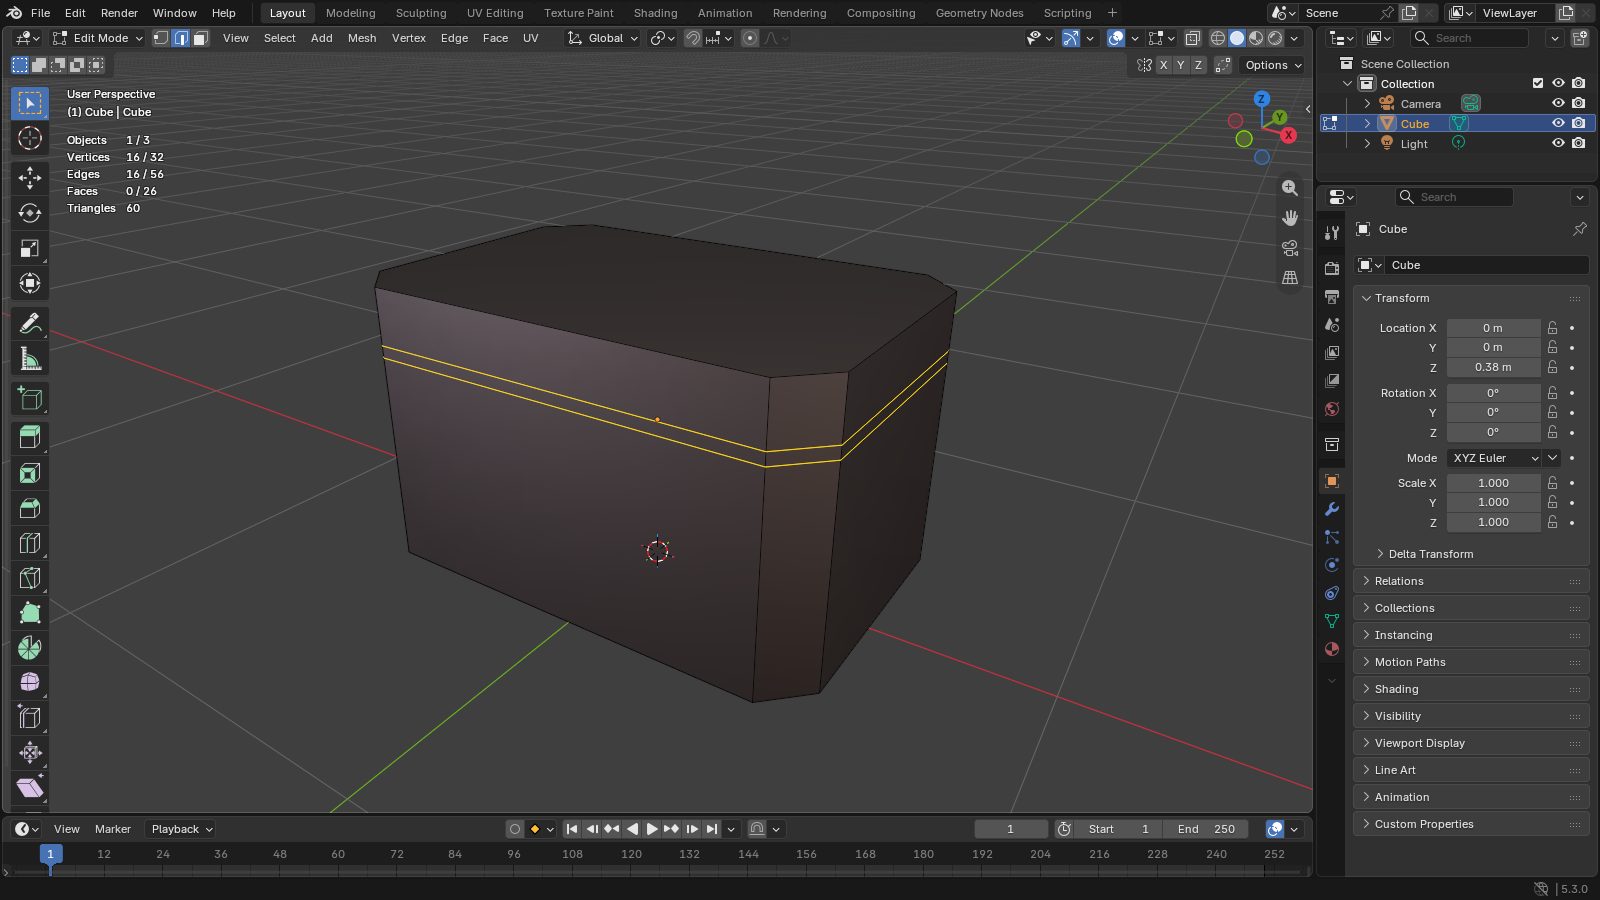 File Edit Render Window Help Layout Modeling Sculpting UV Editing Texture Paint Shading Animation Rendering Compositing Geometry Nodes Scripting + Scene ViewLayer
Edit Mode View Select Add Mesh Vertex Edge Face UV Global Search
X Y Z Options
User Perspective
(1) Cube | Cube
Objects 1 / 3
Vertices 16 / 32
Edges 16 / 56
Faces 0 / 26
Triangles 60
Z
Y
X
Scene Collection
Collection
Camera
Cube
Light
Search
Cube
Cube
Transform
Location X 0 m
Y 0 m
Z 0.38 m
Rotation X 0°
Y 0°
Z 0°
Mode XYZ Euler
Scale X 1.000
Y 1.000
Z 1.000
Delta Transform
Relations
Collections
Instancing
Motion Paths
Shading
Visibility
Viewport Display
Line Art
Animation
Custom Properties
View Marker Playback 1 Start 1 End 250
1 12 24 36 48 60 72 84 96 108 120 132 144 156 168 180 192 204 216 228 240 252
5.3.0